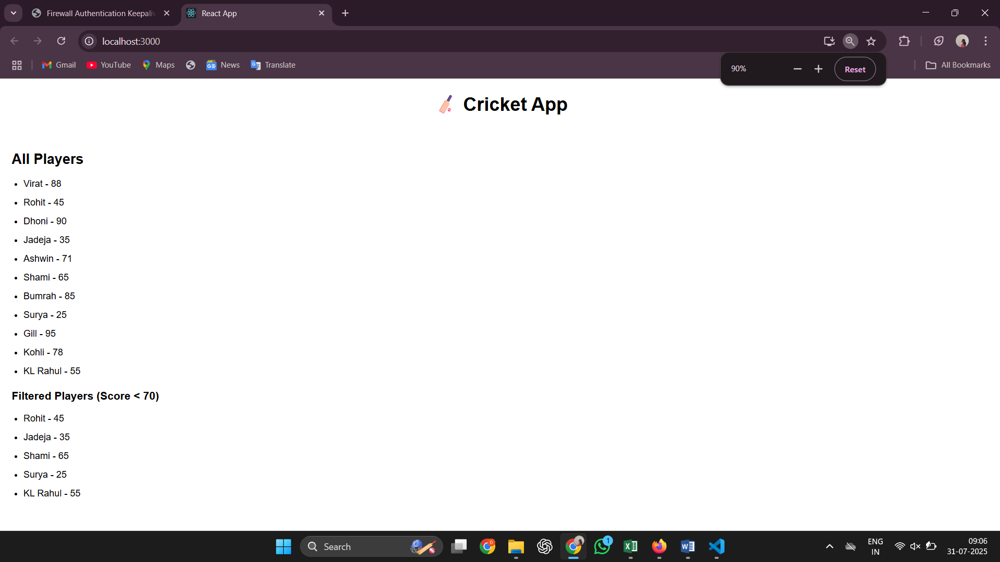 Firewall Authentication Keepaliv
React App
localhost:3000
Gmail
YouTube
Maps
News
Translate
All Bookmarks
90%
Reset
Cricket App
All Players
Virat - 88
Rohit - 45
Dhoni - 90
Jadeja - 35
Ashwin - 71
Shami - 65
Bumrah - 85
Surya - 25
Gill - 95
Kohli - 78
KL Rahul - 55
Filtered Players (Score < 70)
Rohit - 45
Jadeja - 35
Shami - 65
Surya - 25
KL Rahul - 55
Search
1
ENG
IN
09:06
31-07-2025